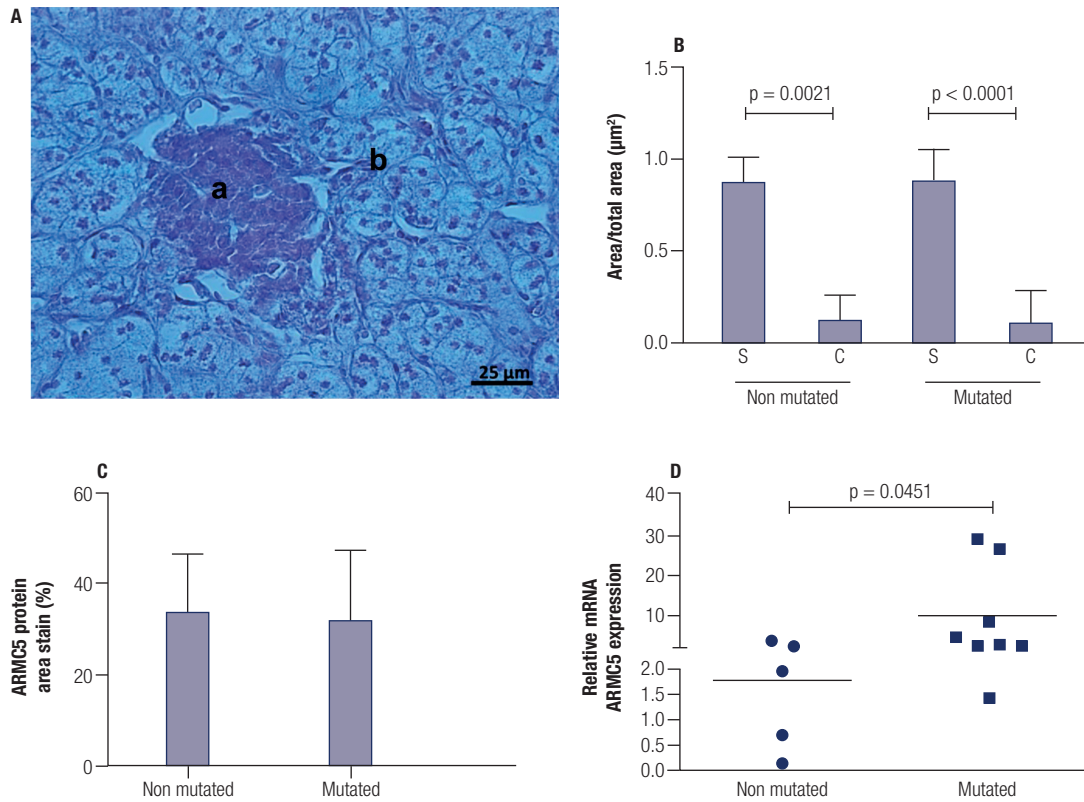 A
a
b
25 µm
B
Area/total area (µm²)
1.5
1.0
0.5
0.0
p = 0.0021
p < 0.0001
S
C
S
C
Non mutated
Mutated
C
ARMC5 protein
area stain (%)
60
40
20
0
Non mutated
Mutated
D
Relative mRNA
ARMC5 expression
40
30
20
10
2.0
1.5
1.0
0.5
0.0
p = 0.0451
Non mutated
Mutated